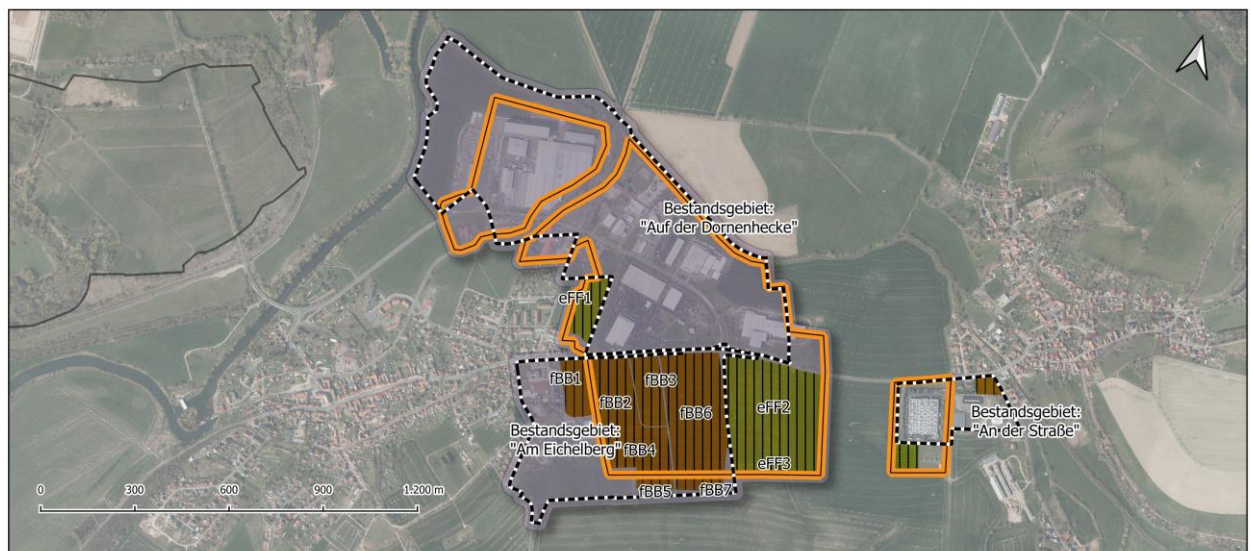 Bestandsgebiet:
"Auf der Dornenhecke"
eFF1
fBB1
fBB3
fBB2
fBB6
eFF2
Bestandsgebiet:
"An der Straße"
Bestandsgebiet:
"Am Eichelberg"
fBB4
eFF3
fBB5
fBB7
0 300 600 900 1.200 m